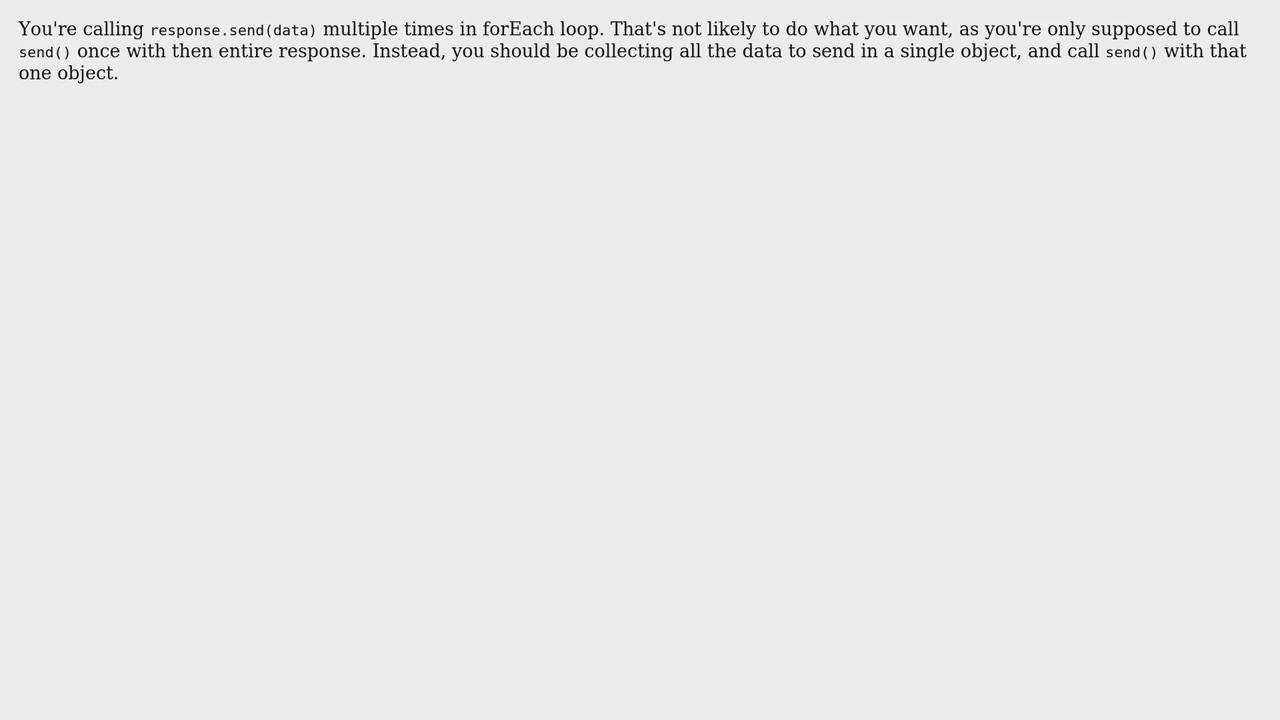 You're calling response.send(data) multiple times in forEach loop. That's not likely to do what you want, as you're only supposed to call
send() once with then entire response. Instead, you should be collecting all the data to send in a single object, and call send() with that
one object.